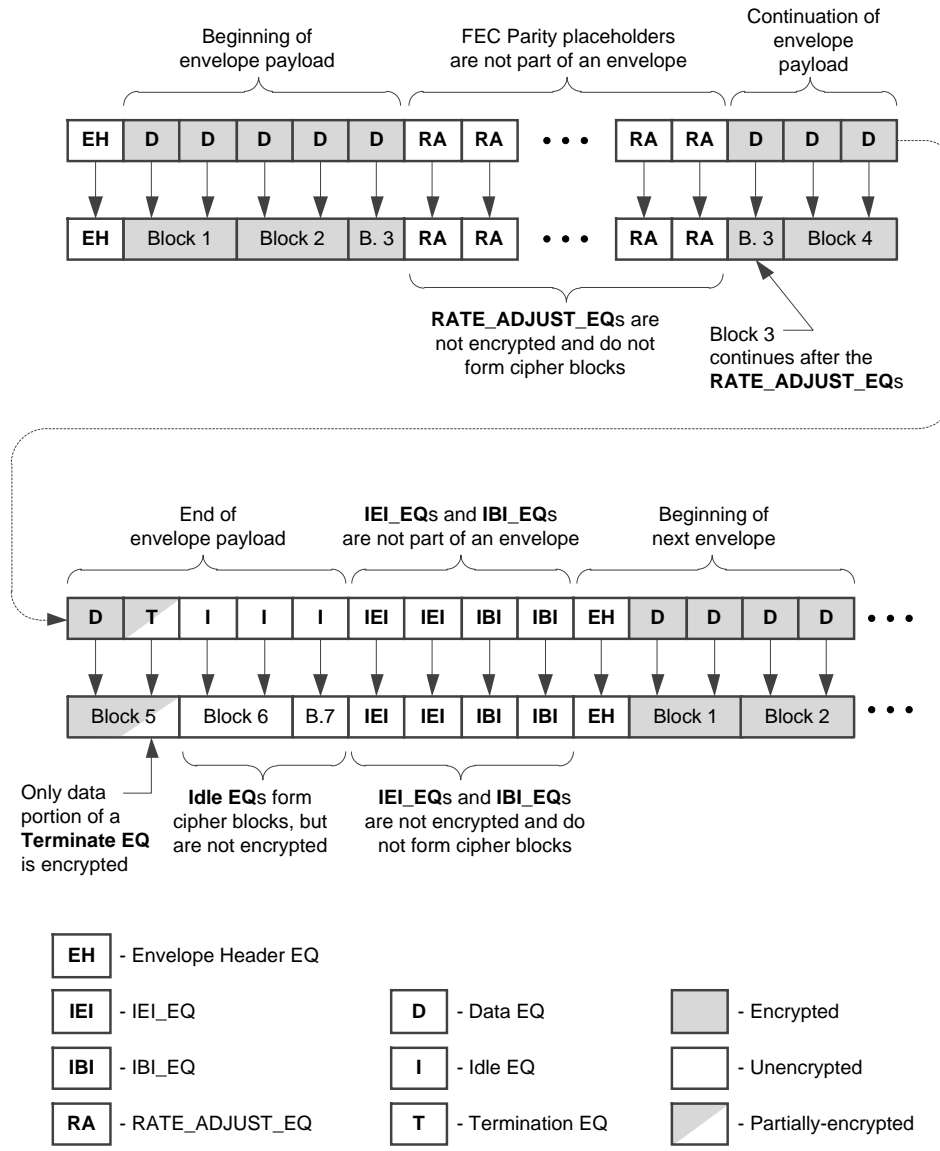 Beginning of
envelope payload
FEC Parity placeholders
are not part of an envelope
Continuation of
envelope
payload
EH D D D D D RA RA • • • RA RA D D D
EH Block 1 Block 2 B. 3 RA RA • • • RA RA B. 3 Block 4
RATE_ADJUST_EQs are
not encrypted and do not
form cipher blocks
Block 3
continues after the
RATE_ADJUST_EQs
End of
envelope payload
IEI_EQs and IBI_EQs
are not part of an envelope
Beginning of
next envelope
D T I I I IEI IEI IBI IBI EH D D D D • • •
Block 5 Block 6 B.7 IEI IEI IBI IBI EH Block 1 Block 2 • • •
Only data
portion of a
Terminate EQ
is encrypted
Idle EQs form
cipher blocks, but
are not encrypted
IEI_EQs and IBI_EQs
are not encrypted and do
not form cipher blocks
EH - Envelope Header EQ
IEI - IEI_EQ
D - Data EQ
- Encrypted
IBI - IBI_EQ
I - Idle EQ
- Unencrypted
RA - RATE_ADJUST_EQ
T - Termination EQ
- Partially-encrypted